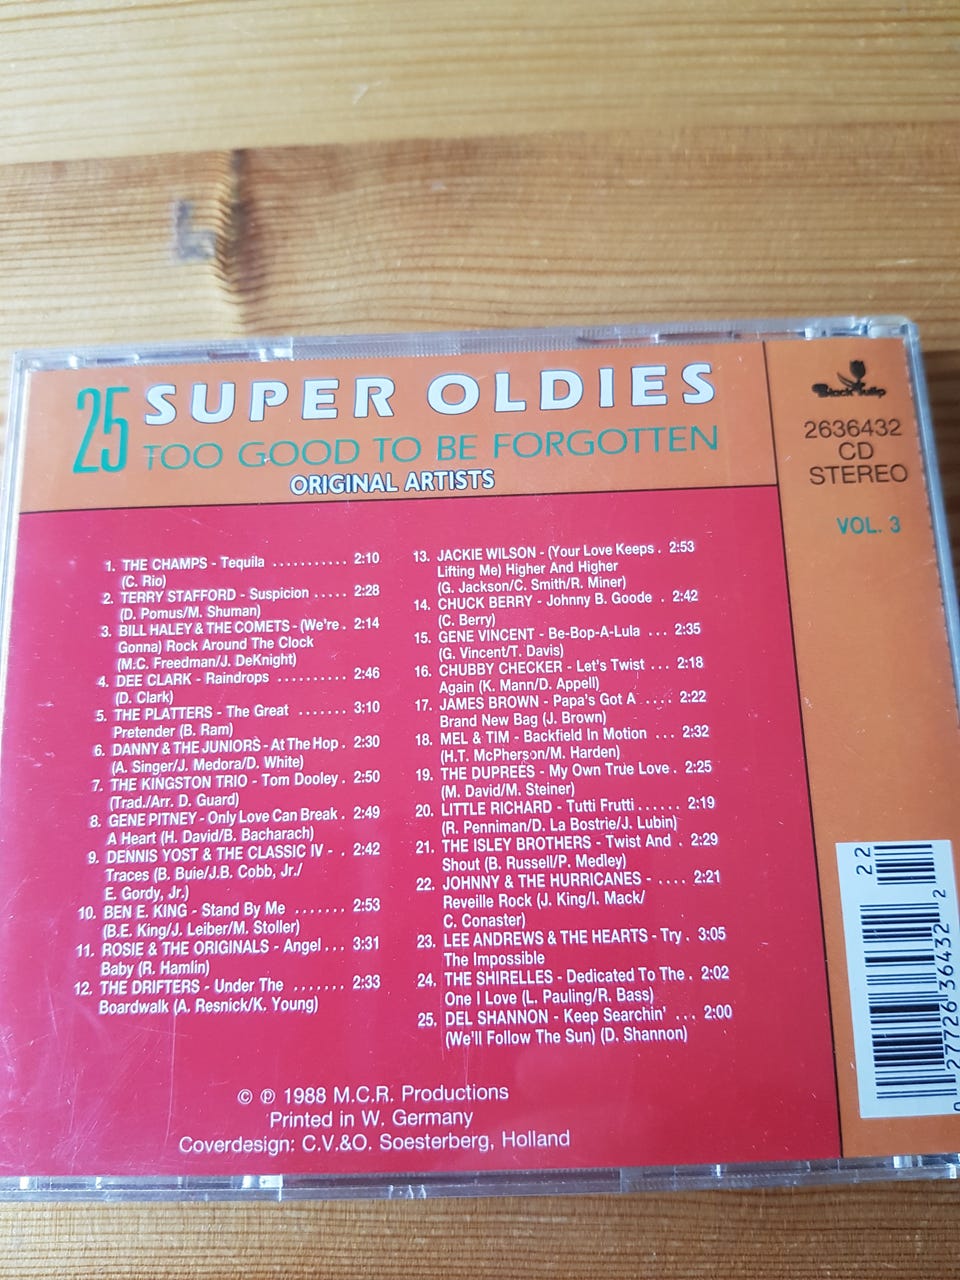 25 SUPER OLDIES
TOO GOOD TO BE FORGOTTEN
ORIGINAL ARTISTS
Black Tulip
2636432
CD
STEREO
VOL. 3
1. THE CHAMPS - Tequila ........... 2:10
(C. Rio)
2. TERRY STAFFORD - Suspicion ..... 2:28
(D. Pomus/M. Shuman)
3. BILL HALEY & THE COMETS - (We're . 2:14
Gonna) Rock Around The Clock
(M.C. Freedman/J. DeKnight)
4. DEE CLARK - Raindrops .......... 2:46
(D. Clark)
5. THE PLATTERS - The Great ....... 3:10
Pretender (B. Ram)
6. DANNY & THE JUNIORS - At The Hop . 2:30
(A. Singer/J. Medora/D. White)
7. THE KINGSTON TRIO - Tom Dooley . 2:50
(Trad./Arr. D. Guard)
8. GENE PITNEY - Only Love Can Break . 2:49
A Heart (H. David/B. Bacharach)
9. DENNIS YOST & THE CLASSIC IV - . 2:42
Traces (B. Buie/J.B. Cobb, Jr./
E. Gordy, Jr.)
10. BEN E. KING - Stand By Me ....... 2:53
(B.E. King/J. Leiber/M. Stoller)
11. ROSIE & THE ORIGINALS - Angel ... 3:31
Baby (R. Hamlin)
12. THE DRIFTERS - Under The ....... 2:33
Boardwalk (A. Resnick/K. Young)
13. JACKIE WILSON - (Your Love Keeps . 2:53
Lifting Me) Higher And Higher
(G. Jackson/C. Smith/R. Miner)
14. CHUCK BERRY - Johnny B. Goode . 2:42
(C. Berry)
15. GENE VINCENT - Be-Bop-A-Lula ... 2:35
(G. Vincent/T. Davis)
16. CHUBBY CHECKER - Let's Twist ... 2:18
Again (K. Mann/D. Appell)
17. JAMES BROWN - Papa's Got A ..... 2:22
Brand New Bag (J. Brown)
18. MEL & TIM - Backfield In Motion ... 2:32
(H.T. McPherson/M. Harden)
19. THE DUPREES - My Own True Love . 2:25
(M. David/M. Steiner)
20. LITTLE RICHARD - Tutti Frutti ...... 2:19
(R. Penniman/D. La Bostrie/J. Lubin)
21. THE ISLEY BROTHERS - Twist And . 2:29
Shout (B. Russell/P. Medley)
22. JOHNNY & THE HURRICANES - .... 2:21
Reveille Rock (J. King/I. Mack/
C. Conaster)
23. LEE ANDREWS & THE HEARTS - Try . 3:05
The Impossible
24. THE SHIRELLES - Dedicated To The . 2:02
One I Love (L. Pauling/R. Bass)
25. DEL SHANNON - Keep Searchin' ... 2:00
(We'll Follow The Sun) (D. Shannon)
© ℗ 1988 M.C.R. Productions
Printed in W. Germany
Coverdesign: C.V.&O. Soesterberg, Holland
22
0 27726 36432 2